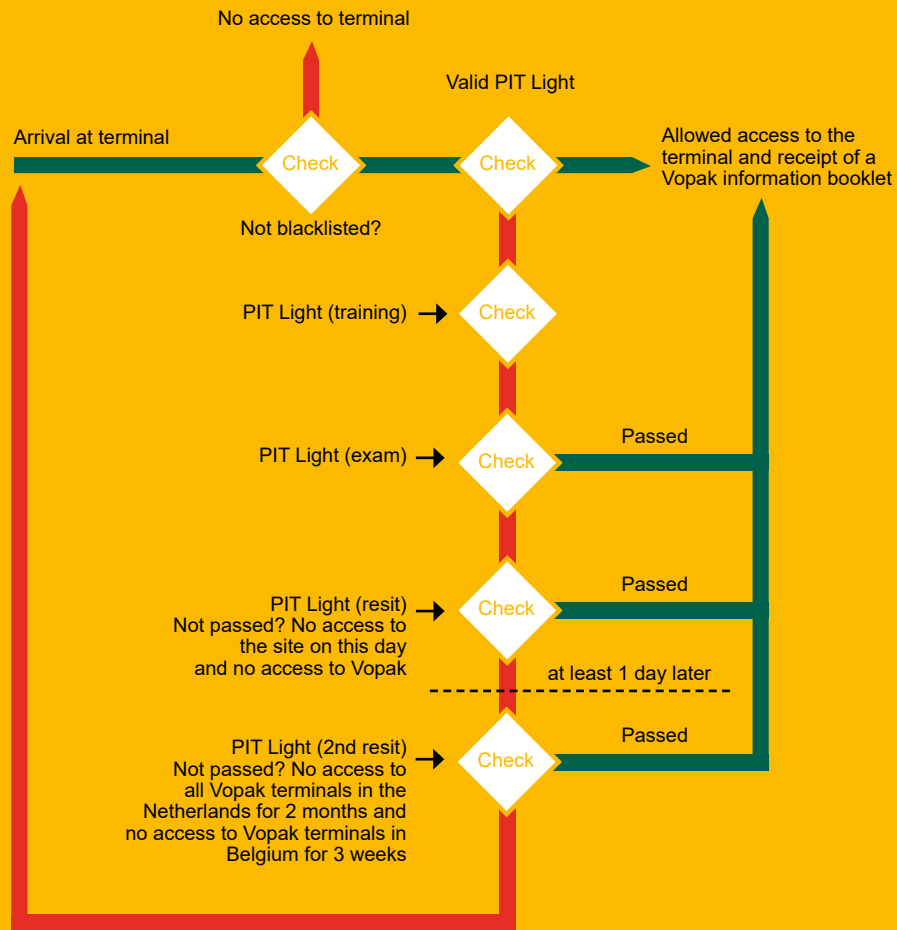 No access to terminal
Valid PIT Light
Arrival at terminal
Check
Check
Allowed access to the
terminal and receipt of a
Vopak information booklet
Not blacklisted?
PIT Light (training)
Check
PIT Light (exam)
Check
Passed
PIT Light (resit)
Not passed? No access to
the site on this day
and no access to Vopak
Check
Passed
at least 1 day later
PIT Light (2nd resit)
Not passed? No access to
all Vopak terminals in the
Netherlands for 2 months and
no access to Vopak terminals in
Belgium for 3 weeks
Check
Passed